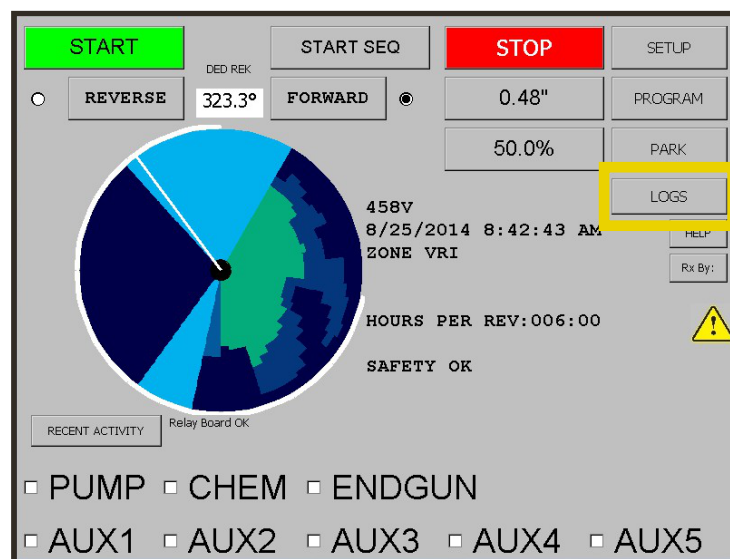 START
START SEQ
STOP
SETUP
DED REK
REVERSE
323.3°
FORWARD
0.48"
PROGRAM
50.0%
PARK
LOGS
458V
8/25/2014 8:42:43 AM
HELP
ZONE VRI
Rx By:
HOURS PER REV:006:00
SAFETY OK
RECENT ACTIVITY
Relay Board OK
PUMP
CHEM
ENDGUN
AUX1
AUX2
AUX3
AUX4
AUX5